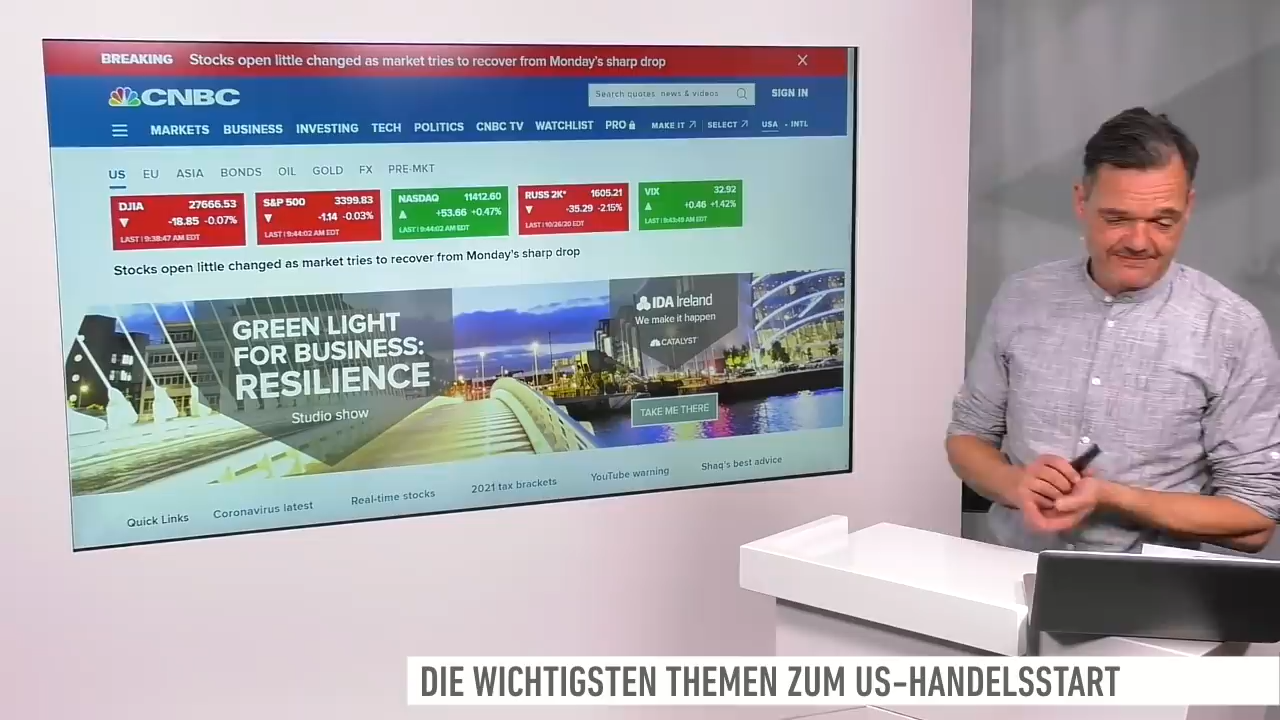 BREAKING Stocks open little changed as market tries to recover from Monday's sharp drop X
CNBC Search quotes, news & videos SIGN IN
MARKETS BUSINESS INVESTING TECH POLITICS CNBC TV WATCHLIST PRO MAKE IT SELECT USA - INTL
US EU ASIA BONDS OIL GOLD FX PRE-MKT
DJIA 27666.53
-18.85 -0.07%
LAST | 9:38:47 AM EDT
S&P 500 3399.83
-1.14 -0.03%
LAST | 9:44:02 AM EDT
NASDAQ 11412.60
+53.66 +0.47%
LAST | 9:44:02 AM EDT
RUSS 2K* 1605.21
-35.29 -2.15%
LAST | 10/26/20 EDT
VIX 32.92
+0.46 +1.42%
LAST | 9:43:49 AM EDT
Stocks open little changed as market tries to recover from Monday's sharp drop
GREEN LIGHT
FOR BUSINESS:
RESILIENCE
Studio show
IDA Ireland
We make it happen
CATALYST
TAKE ME THERE
Quick Links Coronavirus latest Real-time stocks 2021 tax brackets YouTube warning Shaq's best advice
DIE WICHTIGSTEN THEMEN ZUM US-HANDELSSTART